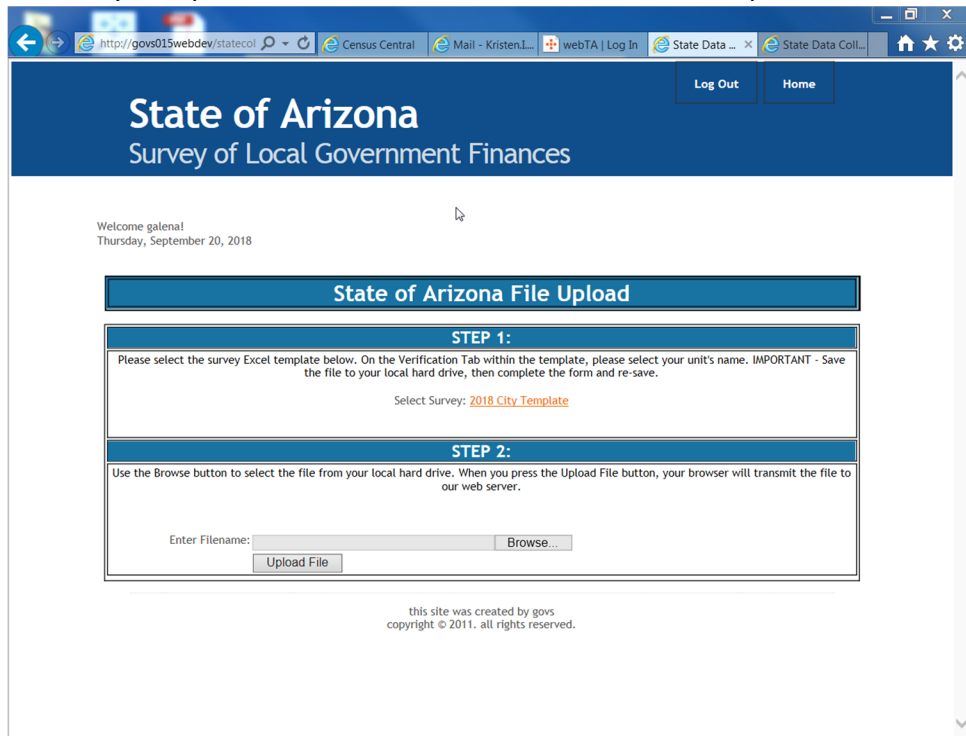 http://govs015webdev/statecol
Census Central
Mail - Kristen.I...
webTA | Log In
State Data ...
State Data Coll...
Log Out
Home
State of Arizona
Survey of Local Government Finances
Welcome galena!
Thursday, September 20, 2018
State of Arizona File Upload
STEP 1:
Please select the survey Excel template below. On the Verification Tab within the template, please select your unit's name. IMPORTANT - Save
the file to your local hard drive, then complete the form and re-save.
Select Survey: 2018 City Template
STEP 2:
Use the Browse button to select the file from your local hard drive. When you press the Upload File button, your browser will transmit the file to
our web server.
Enter Filename:
Browse...
Upload File
this site was created by govs
copyright © 2011. all rights reserved.